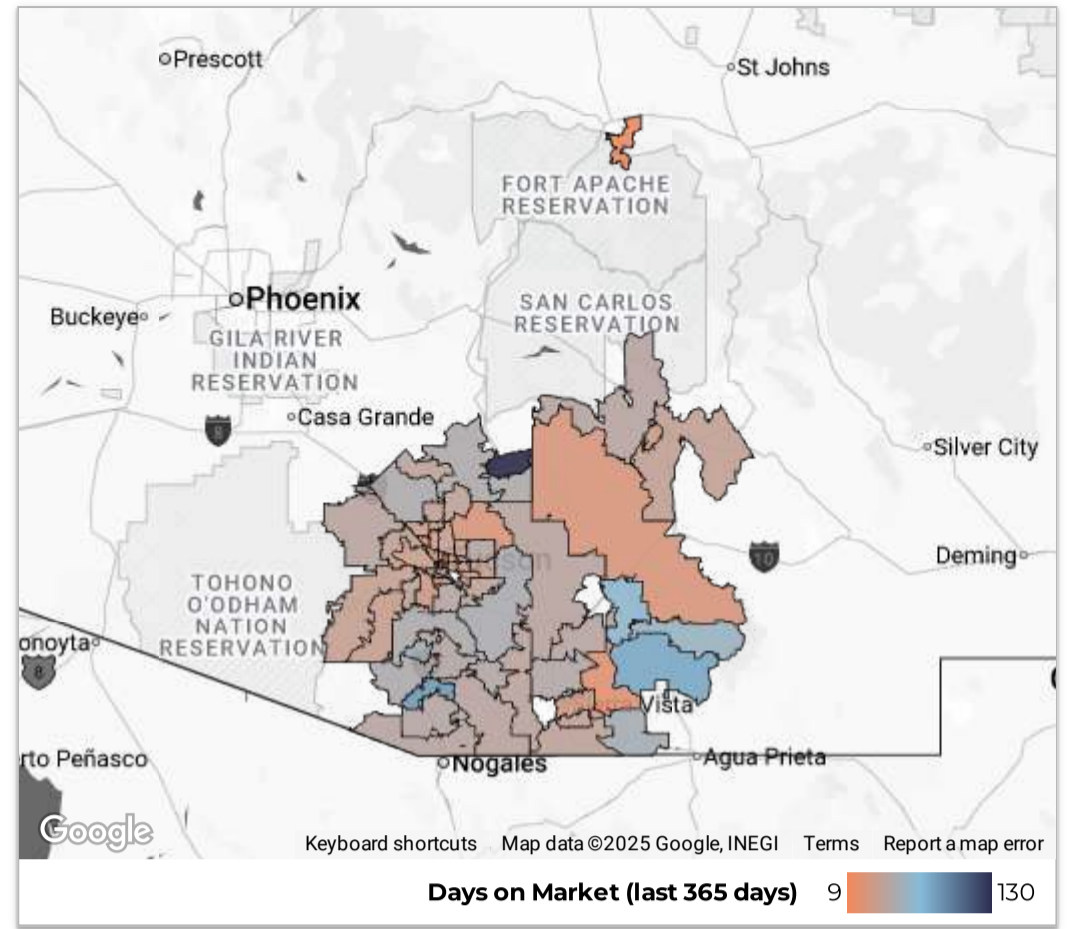 Prescott
St Johns
FORT APACHE
RESERVATION
Phoenix
SAN CARLOS
RESERVATION
Buckeye
GILA RIVER
INDIAN
RESERVATION
Casa Grande
8
Silver City
10
Deming
TOHONO
O'ODHAM
NATION
RESERVATION
onoyta
8
Vista
rto Peñasco
Nogales
Agua Prieta
Google
Keyboard shortcuts
Map data ©2025 Google, INEGI
Terms
Report a map error
Days on Market (last 365 days)
9
130